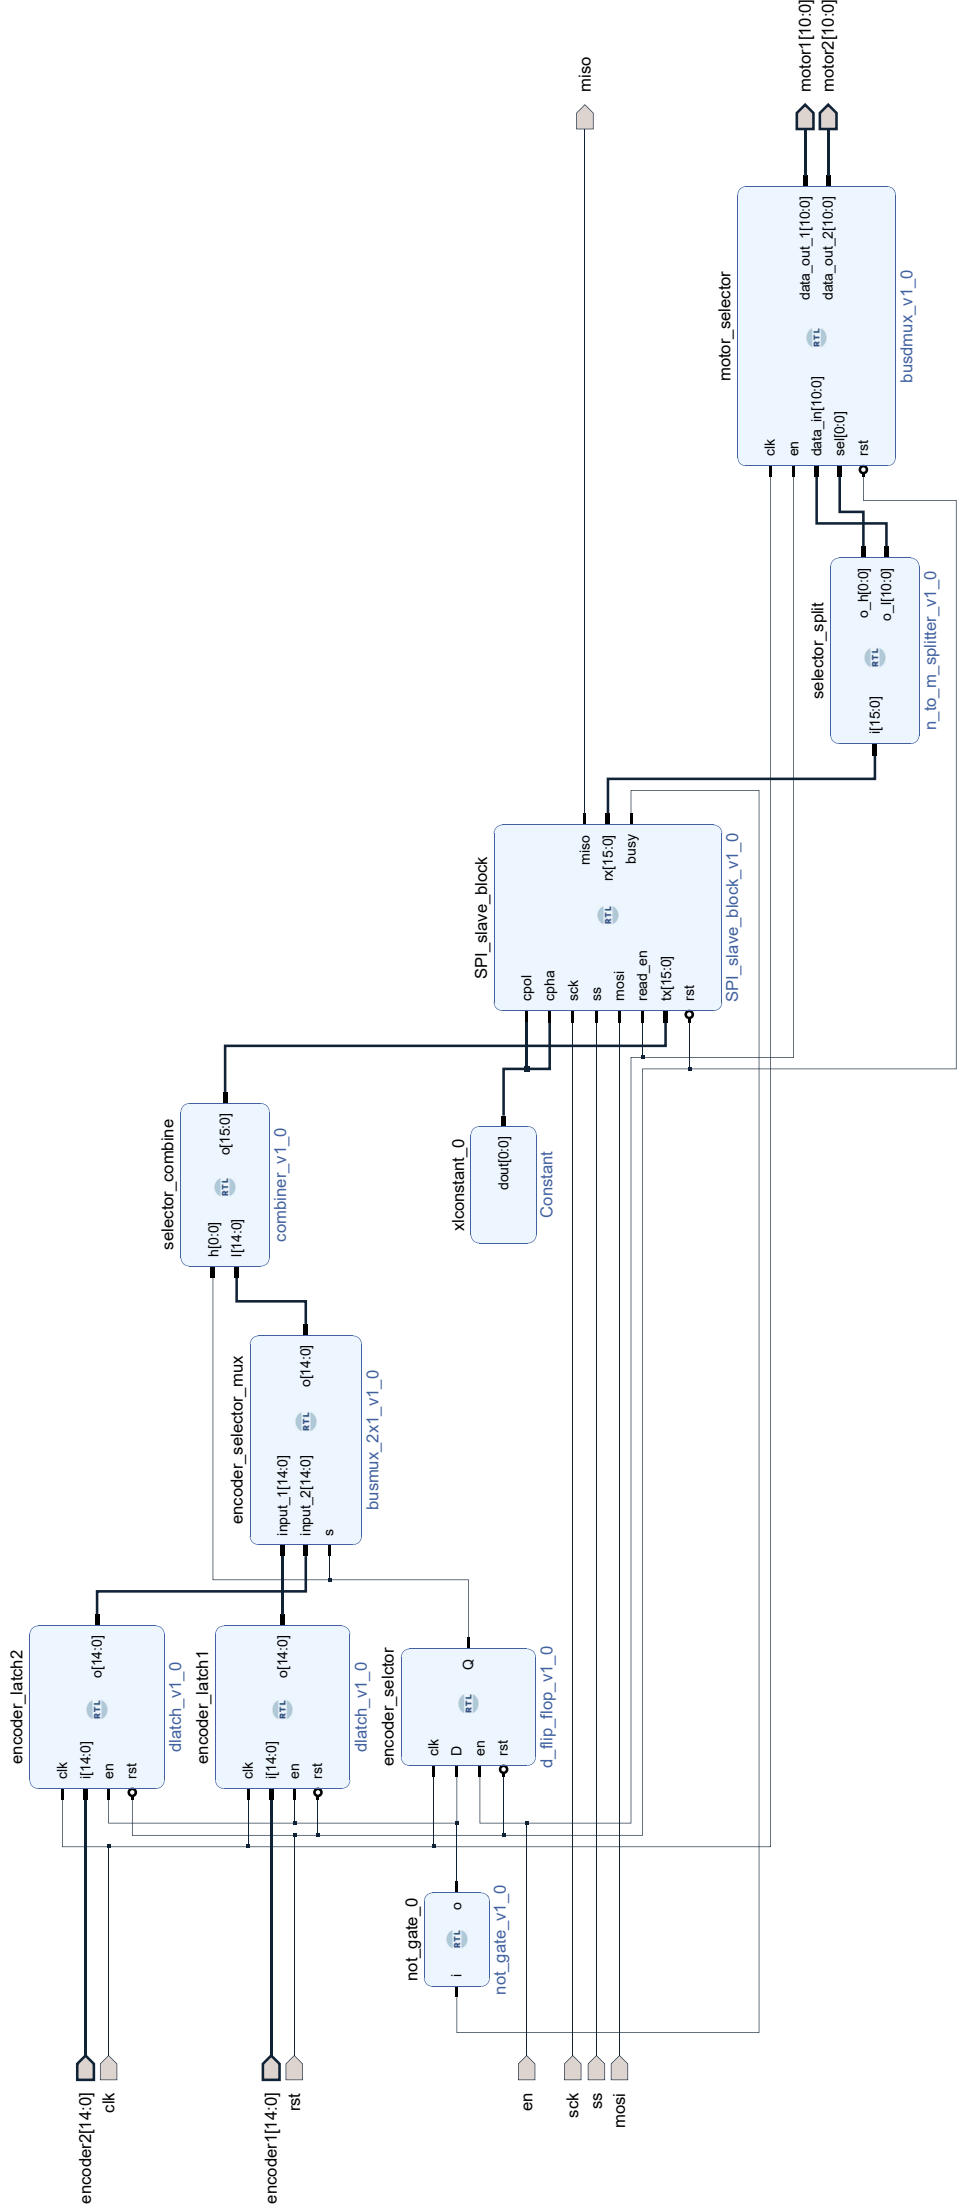 encoder2[14:0]
clk
encoder1[14:0]
rst
en
sck
ss
mosi
encoder_latch2
clk
i[14:0]
en
rst
RTL
o[14:0]
dlatch_v1_0
encoder_latch1
clk
i[14:0]
en
rst
RTL
o[14:0]
dlatch_v1_0
encoder_selctor
clk
D
en
rst
RTL
Q
d_flip_flop_v1_0
not_gate_0
i
RTL
o
not_gate_v1_0
encoder_selector_mux
input_1[14:0]
input_2[14:0]
s
RTL
o[14:0]
busmux_2x1_v1_0
selector_combine
h[0:0]
l[14:0]
RTL
o[15:0]
combiner_v1_0
xlconstant_0
dout[0:0]
Constant
SPI_slave_block
cpol
cpha
sck
ss
mosi
read_en
tx[15:0]
rst
RTL
miso
rx[15:0]
busy
SPI_slave_block_v1_0
selector_split
i[15:0]
RTL
o_h[0:0]
o_l[10:0]
n_to_m_splitter_v1_0
motor_selector
clk
en
data_in[10:0]
sel[0:0]
rst
RTL
data_out_1[10:0]
data_out_2[10:0]
busdmux_v1_0
miso
motor1[10:0]
motor2[10:0]